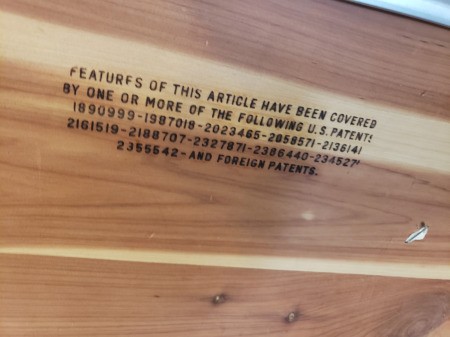 FEATURES OF THIS ARTICLE HAVE BEEN COVERED
BY ONE OR MORE OF THE FOLLOWING U.S. PATENTS
1890999-1987018-2023465-2058571-2136141
2161519-2188707-2327871-2386440-234527
2355542-AND FOREIGN PATENTS.